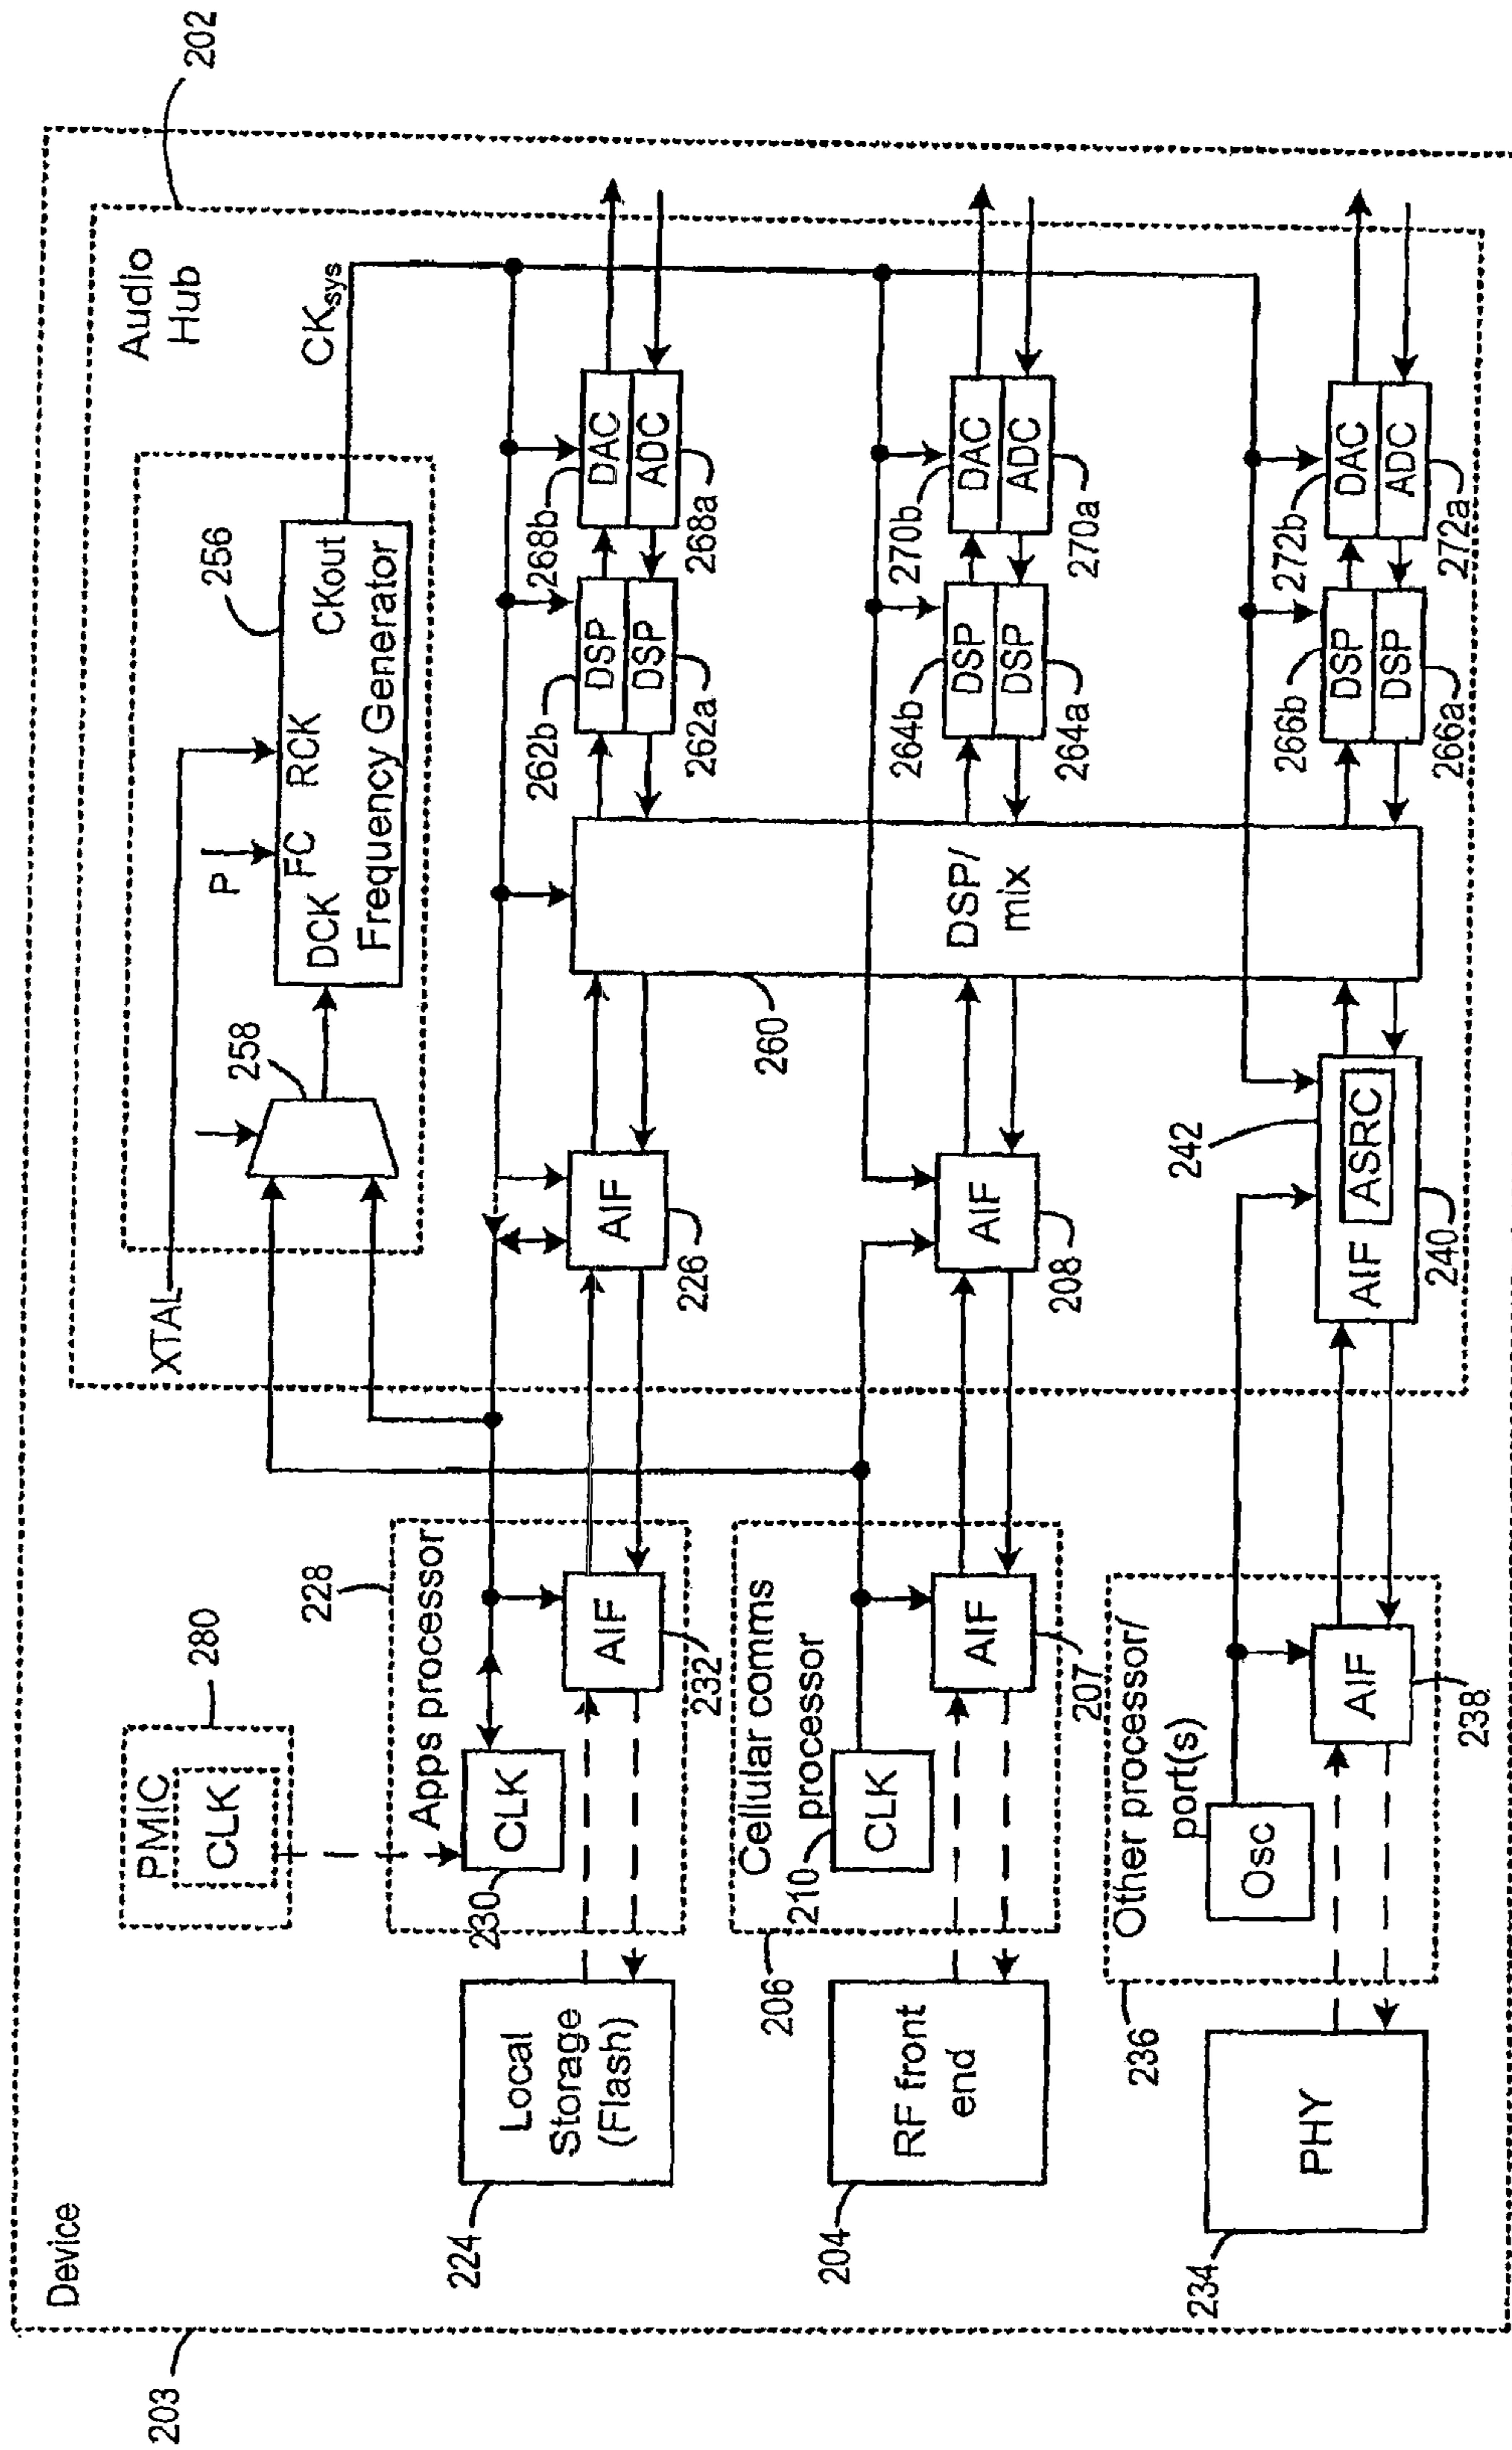 203
Device
202
Audio
Hub
280
PMIC
CLK
XTAL
258
P
256
DCK
FC
RCK
CKout
Frequency Generator
CKsys
228
Apps processor
230
CLK
AIF
232
224
Local
Storage
(Flash)
AIF
226
262b
DSP
DSP
262a
268b
DAC
ADC
268a
206
Cellular comms
processor
210
CLK
AIF
207
204
RF front
end
AIF
208
260
DSP/
mix
264b
DSP
DSP
264a
270b
DAC
ADC
270a
236
Other processor/
port(s)
Osc
AIF
238
234
PHY
242
AIF
ASRC
240
266b
DSP
DSP
266a
272b
DAC
ADC
272a